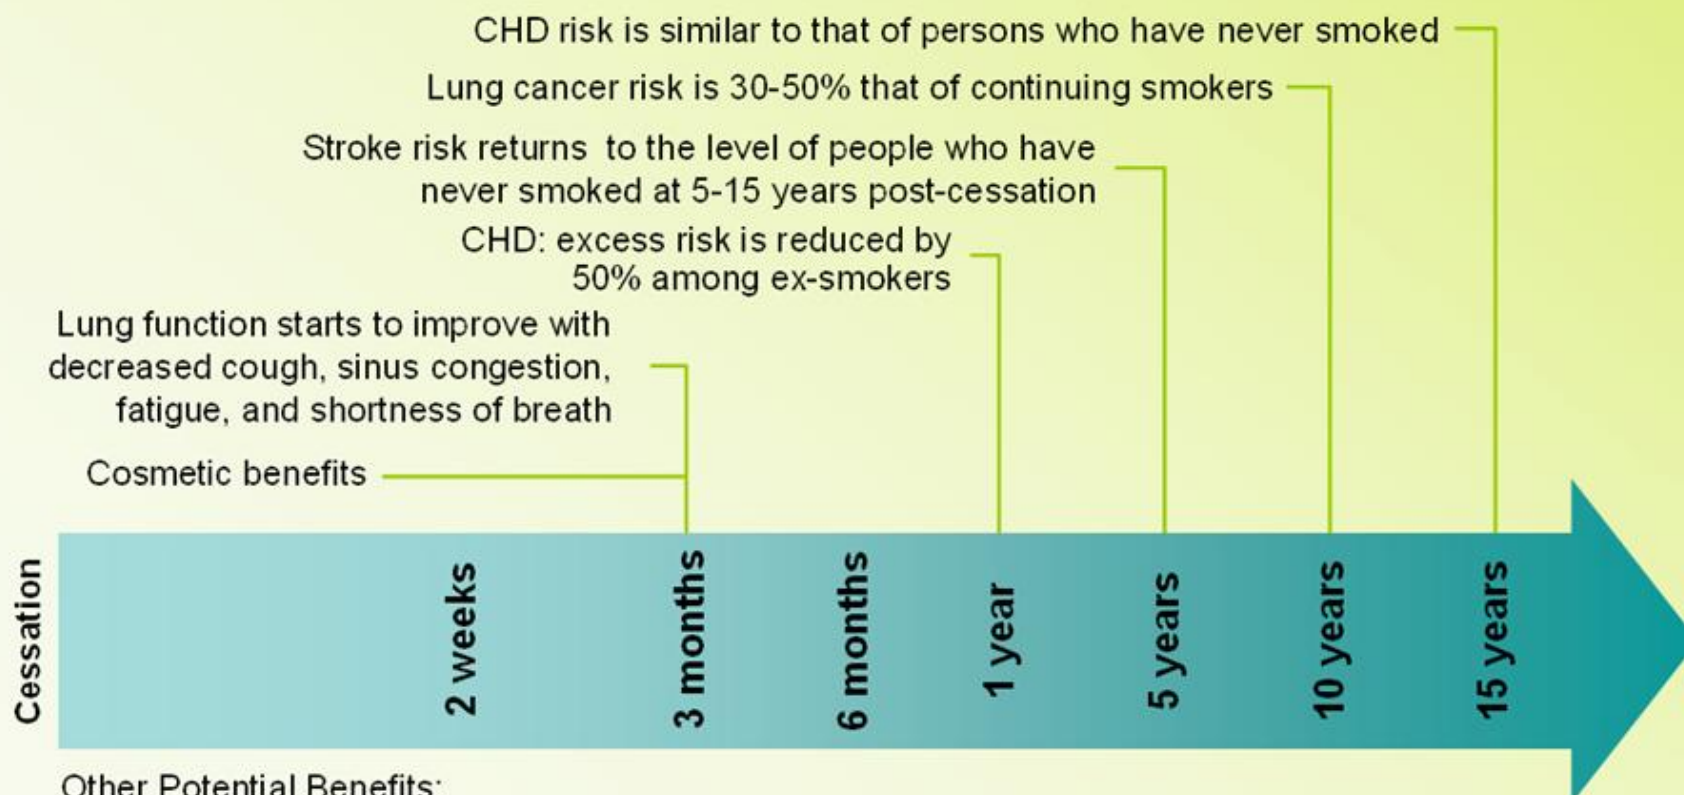 CHD risk is similar to that of persons who have never smoked
Lung cancer risk is 30-50% that of continuing smokers
Stroke risk returns to the level of people who have
never smoked at 5-15 years post-cessation
CHD: excess risk is reduced by
50% among ex-smokers
Lung function starts to improve with
decreased cough, sinus congestion,
fatigue, and shortness of breath
Cosmetic benefits
Cessation
2 weeks
3 months
6 months
1 year
5 years
10 years
15 years
Other Potential Benefits: